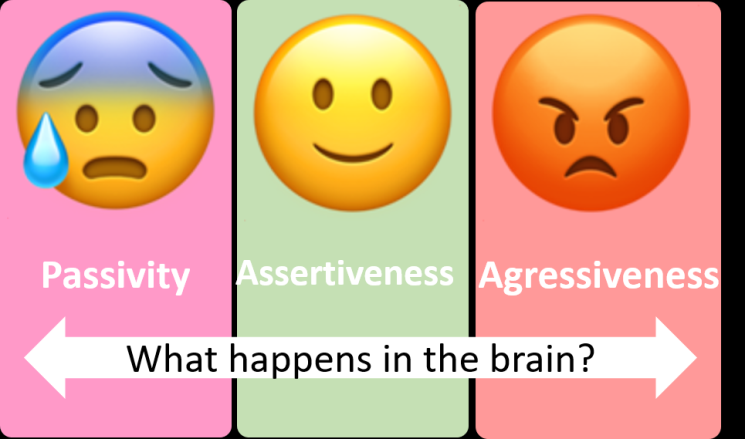 Passivity
Assertiveness
Agressiveness
What happens in the brain?